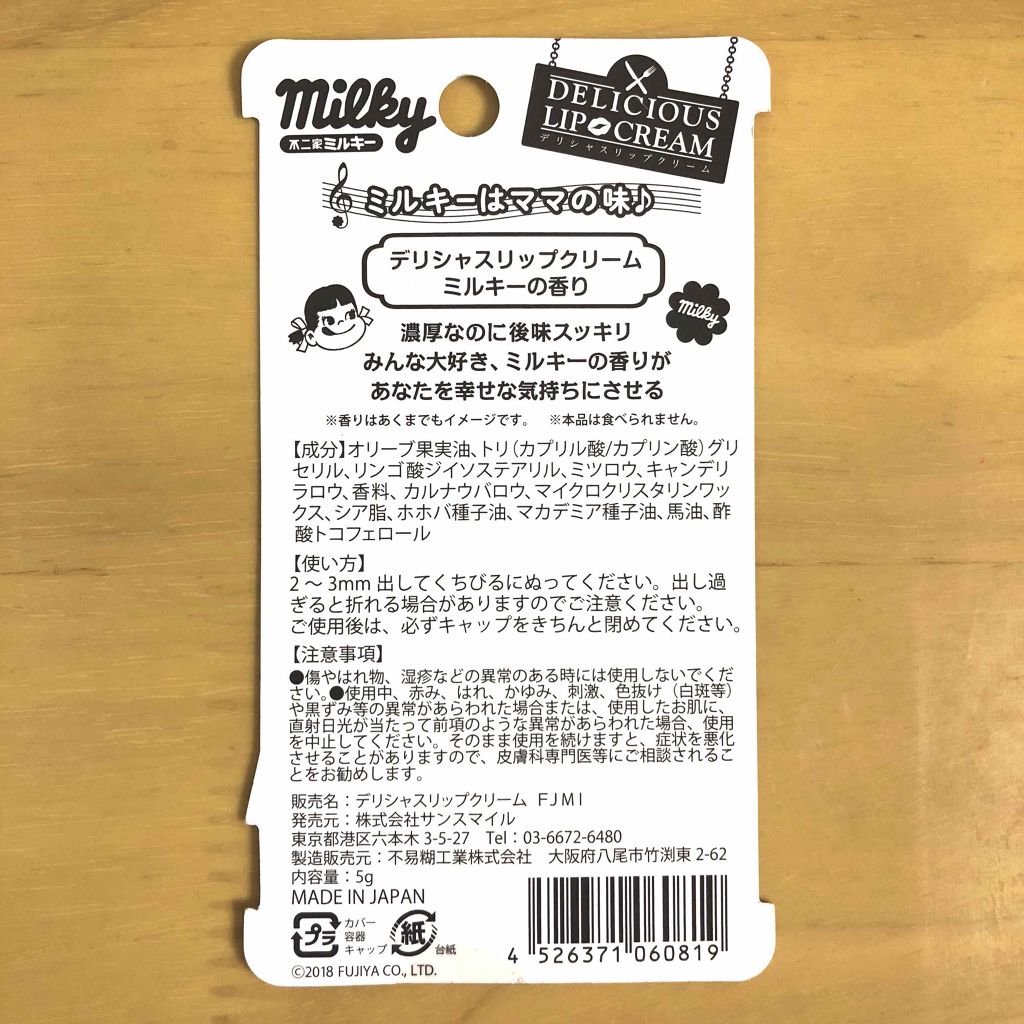 milky
不二家ミルキー
DELICIOUS
LIP CREAM
デリシャスリップクリーム
ミルキーはママの味♪
デリシャスリップクリーム
ミルキーの香り
milky
濃厚なのに後味スッキリ
みんな大好き、ミルキーの香りが
あなたを幸せな気持ちにさせる
※香りはあくまでもイメージです。 ※本品は食べられません。
【成分】オリーブ果実油、トリ(カプリル酸/カプリン酸)グリ
セリル、リンゴ酸ジイソステアリル、ミツロウ、キャンデリ
ラロウ、香料、カルナウバロウ、マイクロクリスタリンワッ
クス、シア脂、ホホバ種子油、マカデミア種子油、馬油、酢
酸トコフェロール
【使い方】
2～3mm 出してくちびるにぬってください。出し過
ぎると折れる場合がありますのでご注意ください。
ご使用後は、必ずキャップをきちんと閉めてください。
【注意事項】
●傷やはれ物、湿疹などの異常のある時には使用しないでくだ
さい。●使用中、赤み、はれ、かゆみ、刺激、色抜け(白斑等)
や黒ずみ等の異常があらわれた場合または、使用したお肌に、
直射日光が当たって前項のような異常があらわれた場合、使用
を中止してください。そのまま使用を続けますと、症状を悪化
させることがありますので、皮膚科専門医等にご相談されるこ
とをお勧めします。
販売名：デリシャスリップクリーム FJMI
発売元：株式会社サンスマイル
東京都港区六本木 3-5-27 Tel：03-6672-6480
製造販売元：不易糊工業株式会社 大阪府八尾市竹渕東 2-62
内容量：5g
MADE IN JAPAN
プラ
カバー
容器
キャップ
紙
台紙
4 526371 060819
©2018 FUJIYA CO., LTD.